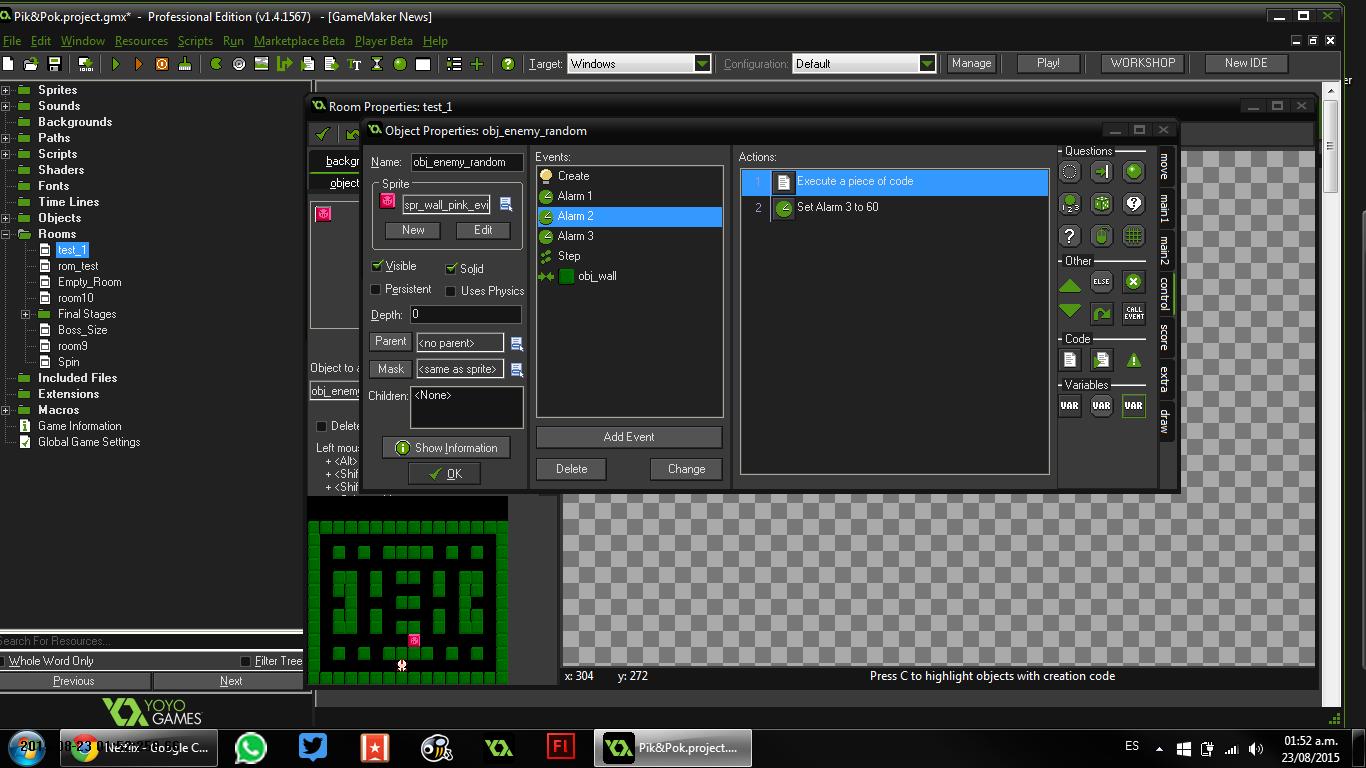 Pik&Pok.project.gmx* - Professional Edition (v1.4.1567) - [GameMaker News]
File Edit Window Resources Scripts Run Marketplace Beta Player Beta Help
Target: Windows Configuration: Default Manage Play! WORKSHOP New IDE
Sprites
Sounds
Backgrounds
Paths
Scripts
Shaders
Fonts
Time Lines
Objects
Rooms
test_1
rom_test
Empty_Room
room10
Final Stages
Boss_Size
room9
Spin
Included Files
Extensions
Macros
Game Information
Global Game Settings
Search For Resources...
Whole Word Only Filter Tree
Previous Next
YOYO
GAMES
Room Properties: test_1
backgr
object
Object to a
obj_enemy
Delete
Left mou
+ <Alt>
+ <Shif
+ <Shif
Object Properties: obj_enemy_random
Name: obj_enemy_random
Sprite
spr_wall_pink_evi
New Edit
Visible Solid
Persistent Uses Physics
Depth: 0
Parent <no parent>
Mask <same as sprite>
Children: <None>
Show Information
OK
Events:
Create
Alarm 1
Alarm 2
Alarm 3
Step
obj_wall
Add Event
Delete Change
Actions:
1 Execute a piece of code
2 Set Alarm 3 to 60
Questions
1 2 3
?
?
Other
ELSE
CALL
EVENT
Code
Variables
VAR VAR VAR
move
main1
main2
control
score
extra
draw
x: 304 y: 272 Press C to highlight objects with creation code
- Google C...
Fl
Pik&Pok.project....
ES
01:52 a.m.
23/08/2015